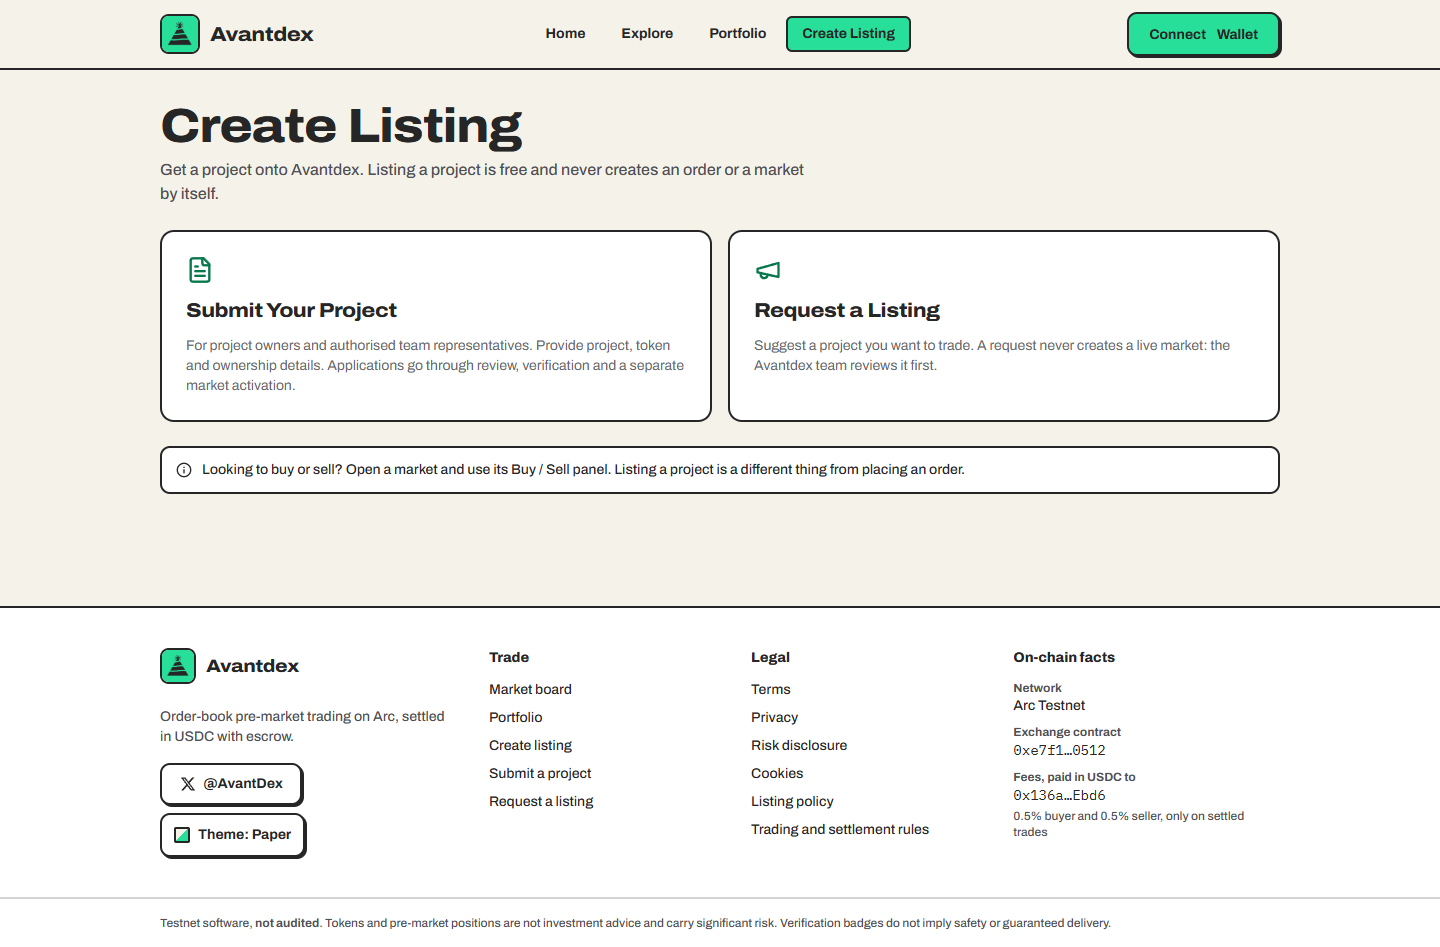 Avantdex
Home
Explore
Portfolio
Create Listing
Connect Wallet
Create Listing
Get a project onto Avantdex. Listing a project is free and never creates an order or a market
by itself.
Submit Your Project
For project owners and authorised team representatives. Provide project, token
and ownership details. Applications go through review, verification and a separate
market activation.
Request a Listing
Suggest a project you want to trade. A request never creates a live market: the
Avantdex team reviews it first.
Looking to buy or sell? Open a market and use its Buy / Sell panel. Listing a project is a different thing from placing an order.
Avantdex
Order-book pre-market trading on Arc, settled
in USDC with escrow.
@AvantDex
Theme: Paper
Trade
Market board
Portfolio
Create listing
Submit a project
Request a listing
Legal
Terms
Privacy
Risk disclosure
Cookies
Listing policy
Trading and settlement rules
On-chain facts
Network
Arc Testnet
Exchange contract
0xe7f1…0512
Fees, paid in USDC to
0x136a…Ebd6
0.5% buyer and 0.5% seller, only on settled
trades
Testnet software, not audited. Tokens and pre-market positions are not investment advice and carry significant risk. Verification badges do not imply safety or guaranteed delivery.